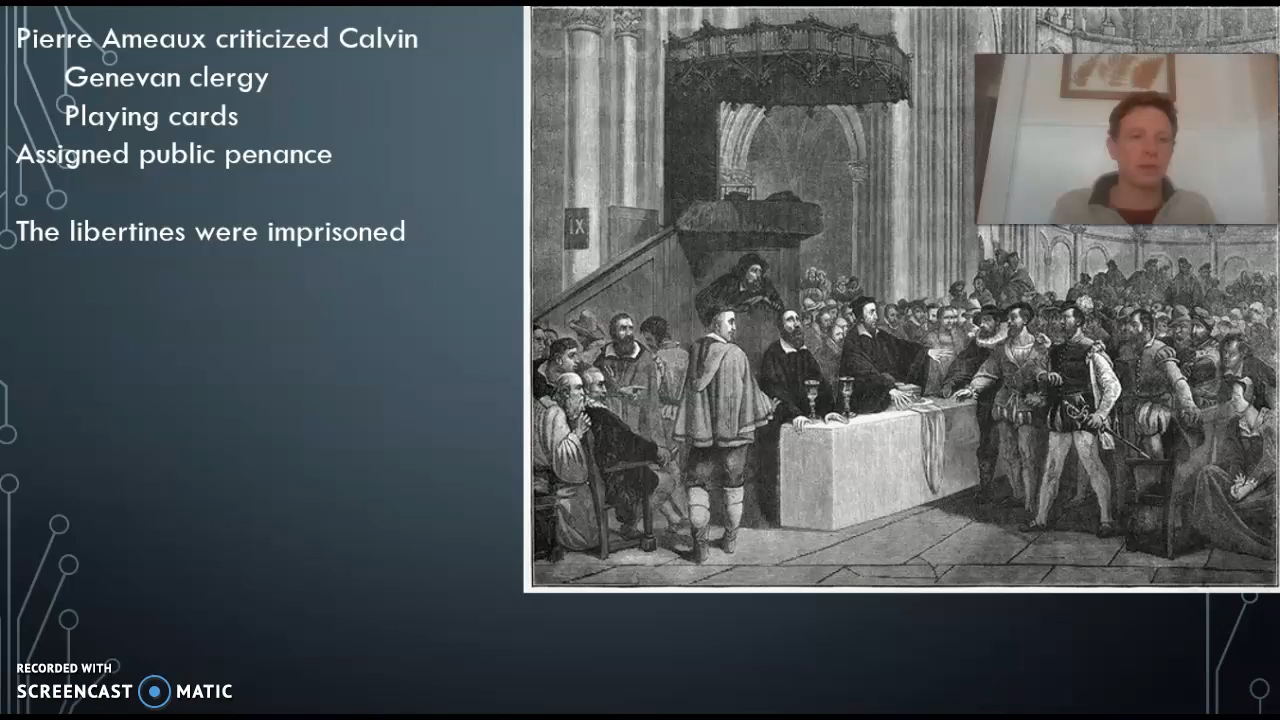 Pierre Ameaux criticized Calvin
Genevan clergy
Playing cards
Assigned public penance
The libertines were imprisoned
IX
RECORDED WITH
SCREENCAST MATIC